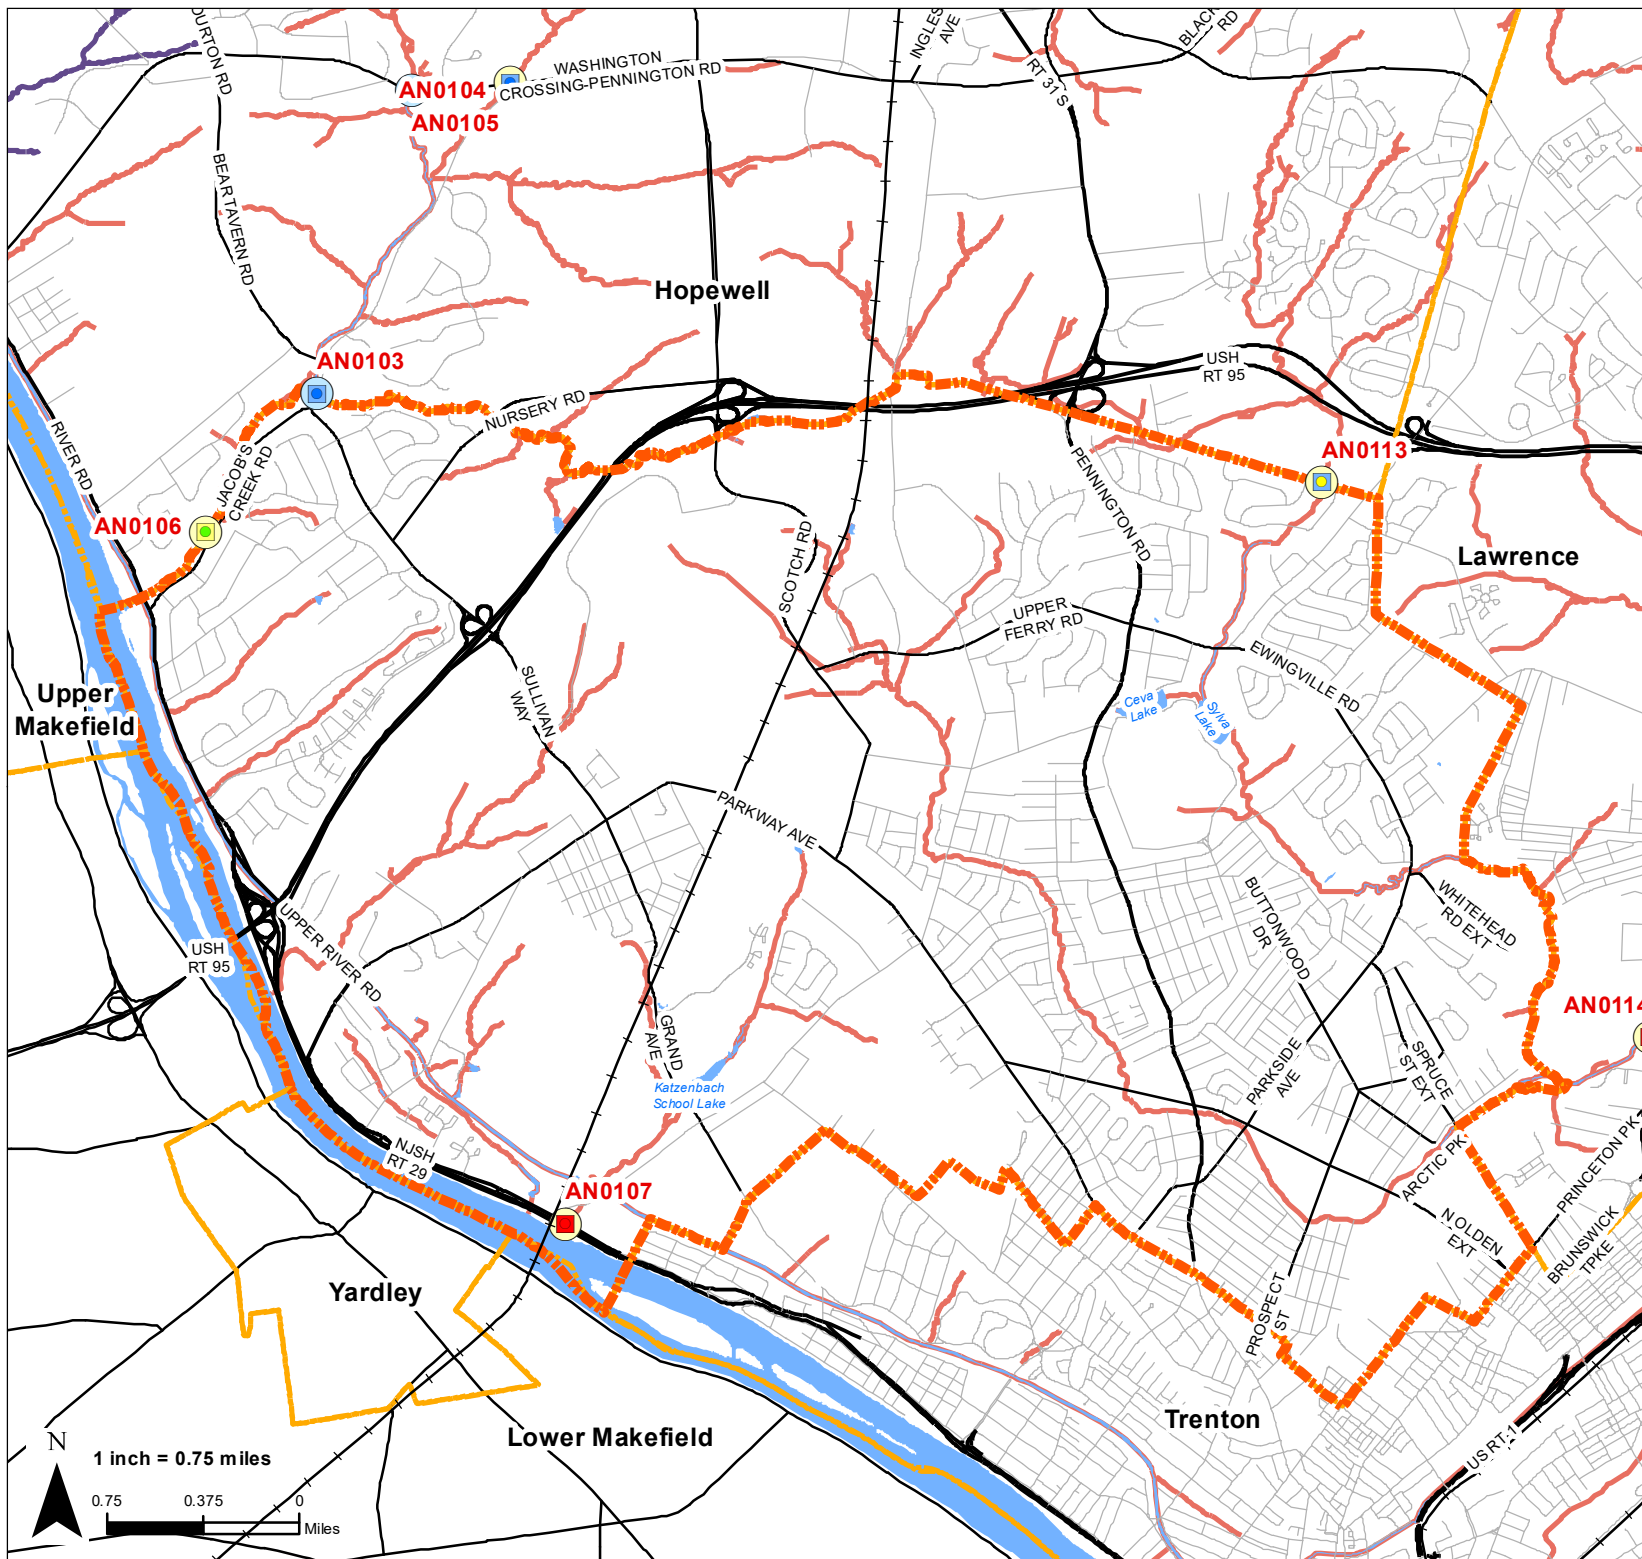 OURTON RD
WASHINGTON
CROSSING-PENNINGTON RD
INGLES
AVE
BLACK
RD
RT 31 S
AN0104
AN0105
BEARTAVERN RD
Hopewell
AN0103
USH
RT 95
NURSERY RD
RIVER RD
JACOB'S
CREEK RD
AN0106
AN0113
PENNINGTON RD
Lawrence
SCOTCH RD
UPPER
FERRY RD
EWINGVILLE RD
Upper
Makefield
SULLIVAN
WAY
Ceva
Lake
Sylva
Lake
PARKWAY AVE
WHITEHEAD
RD EXT
BUTTONWOOD
DR
USH
RT 95
UPPER RIVER RD
AN0114
GRAND
AVE
SPRUCE
ST EXT
PARKSIDE
AVE
Katzenbach
School Lake
NJSH
RT 29
ARCTIC PK
PRINCETON PK
AN0107
N OLDEN
EXT
BRUNSWICK
TPKE
Yardley
PROSPECT
ST
Trenton
Lower Makefield
US RT 1
N
1 inch = 0.75 miles
0.75
0.375
0
Miles